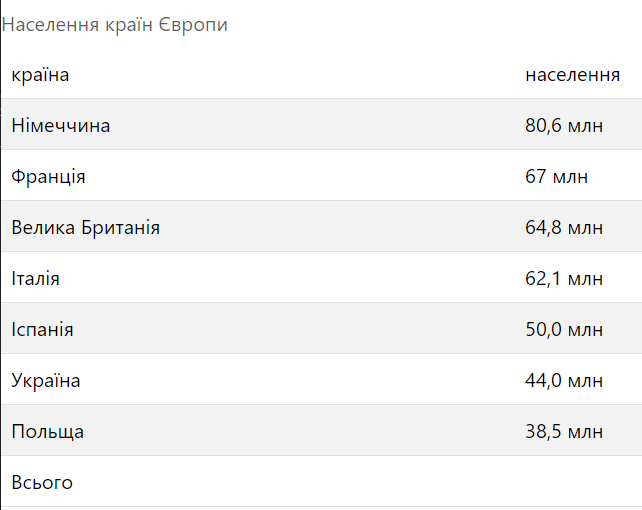 Населення країн Європи
країна населення
Німеччина 80,6 млн
Франція 67 млн
Велика Британія 64,8 млн
Італія 62,1 млн
Іспанія 50,0 млн
Україна 44,0 млн
Польща 38,5 млн
Всього